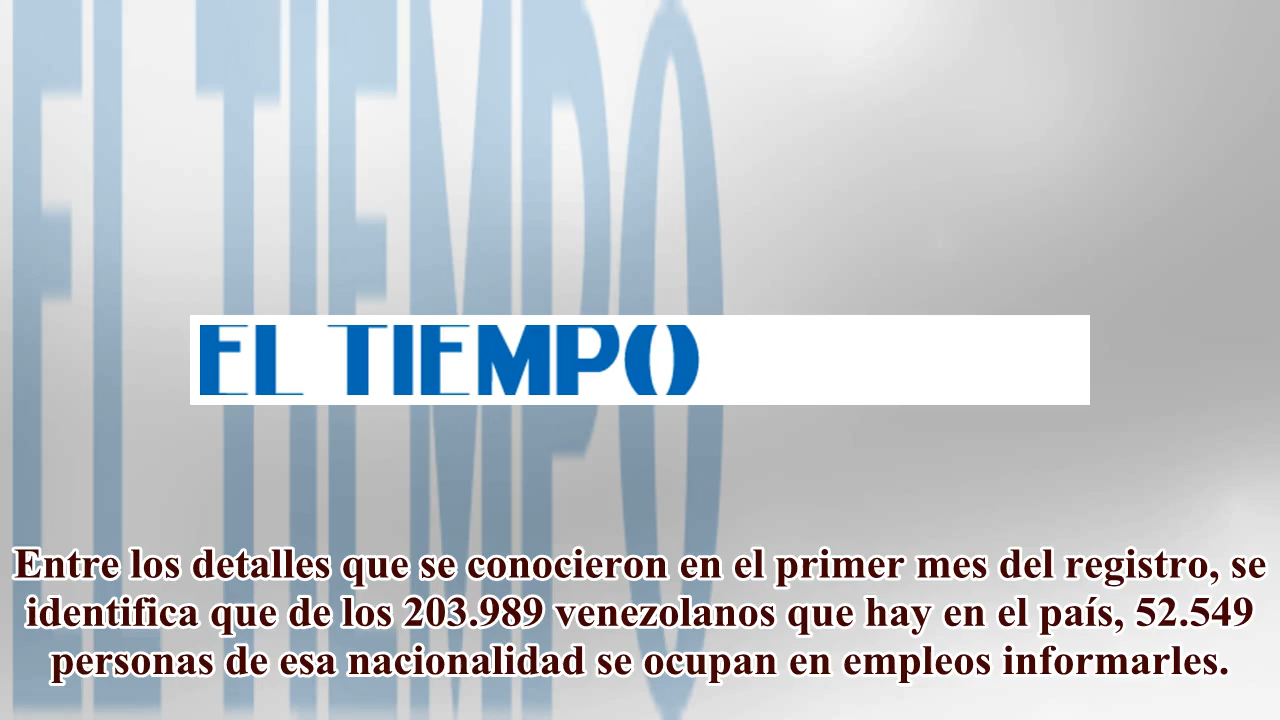 EL TIEMPO
EL TIEMPO
Entre los detalles que se conocieron en el primer mes del registro, se
identifica que de los 203.989 venezolanos que hay en el país, 52.549
personas de esa nacionalidad se ocupan en empleos informarles.